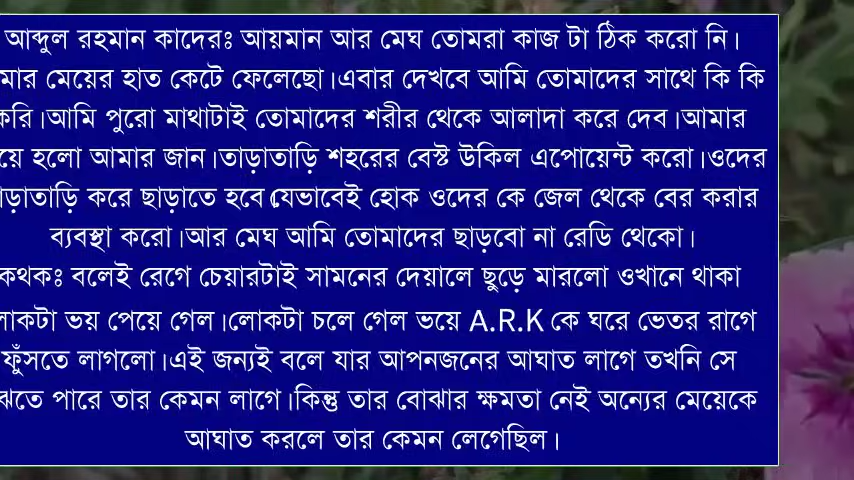 আব্দুল রহমান কাদেরঃ আয়মান আর মেঘ তোমরা কাজ টা ঠিক করো নি।
মার মেয়ের হাত কেটে ফেলেছো।এবার দেখবে আমি তোমাদের সাথে কি কি
করি।আমি পুরো মাথাটাই তোমাদের শরীর থেকে আলাদা করে দেব।আমার
য়ে হলো আমার জান।তাড়াতাড়ি শহরের বেস্ট উকিল এপোয়েন্ট করো।ওদের
ড়াতাড়ি করে ছাড়াতে হবে যেভাবেই হোক ওদের কে জেল থেকে বের করার
ব্যবস্থা করো।আর মেঘ আমি তোমাদের ছাড়বো না রেডি থেকো।
কথকঃ বলেই রেগে চেয়ারটাই সামনের দেয়ালে ছুড়ে মারলো ওখানে থাকা
লোকটা ভয় পেয়ে গেল।লোকটা চলে গেল ভয়ে A.R.K কে ঘরে ভেতর রাগে
ফুঁসতে লাগলো।এই জন্যই বলে যার আপনজনের আঘাত লাগে তখনি সে
ঝতে পারে তার কেমন লাগে।কিন্তু তার বোঝার ক্ষমতা নেই অন্যের মেয়েকে
আঘাত করলে তার কেমন লেগেছিল।